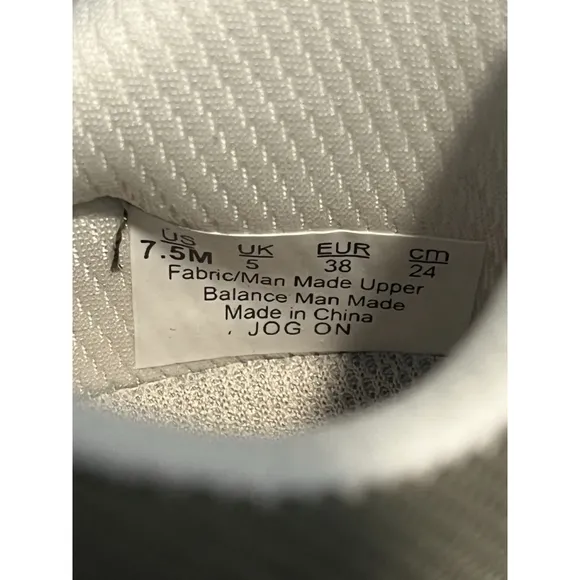 US UK EUR cm
7.5M 5 38 24
Fabric/Man Made Upper
Balance Man Made
Made in China
JOG ON